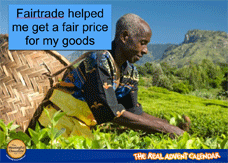 Fairtrade helped
me get a fair price
for my goods
THE REAL ADVENT CALENDAR